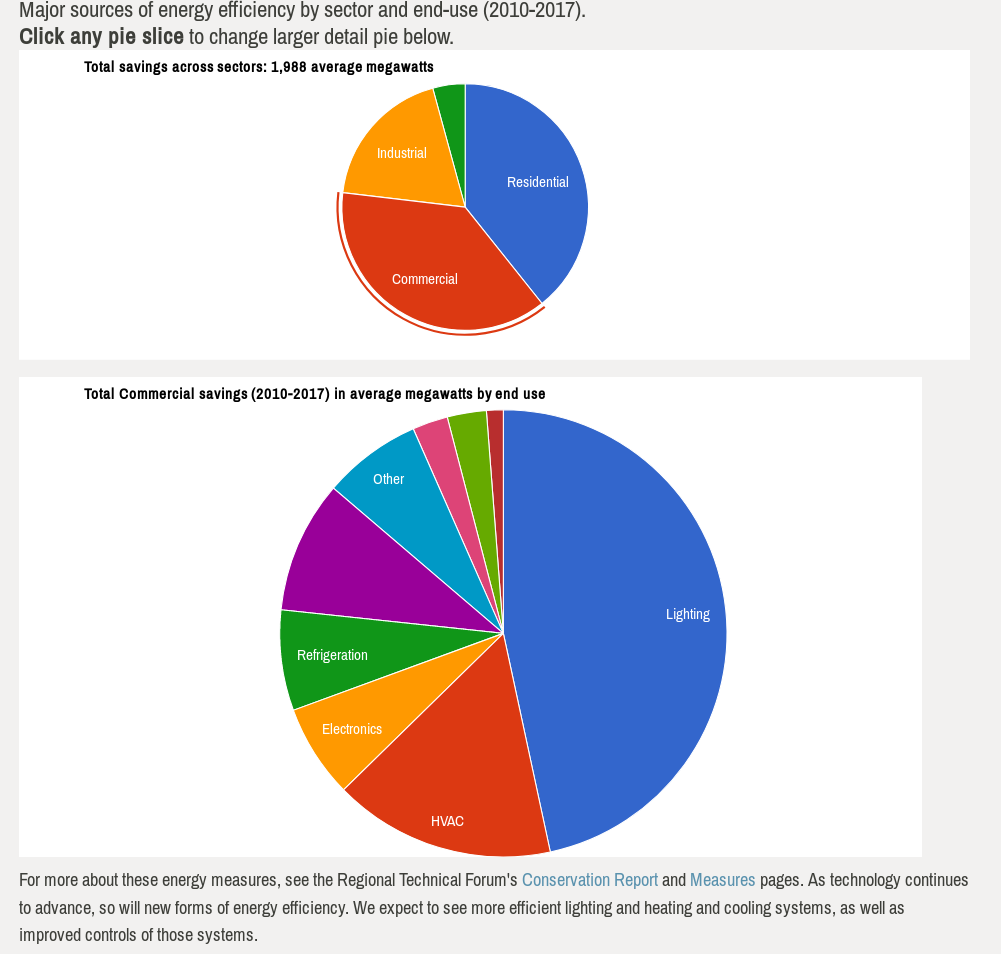 Major sources of energy efficiency by sector and end-use (2010-2017).
Click any pie slice to change larger detail pie below.
Total savings across sectors: 1,988 average megawatts
Industrial
Residential
Commercial
Total Commercial savings (2010-2017) in average megawatts by end use
Other
Lighting
Refrigeration
Electronics
HVAC
For more about these energy measures, see the Regional Technical Forum's Conservation Report and Measures pages. As technology continues
to advance, so will new forms of energy efficiency. We expect to see more efficient lighting and heating and cooling systems, as well as
improved controls of those systems.